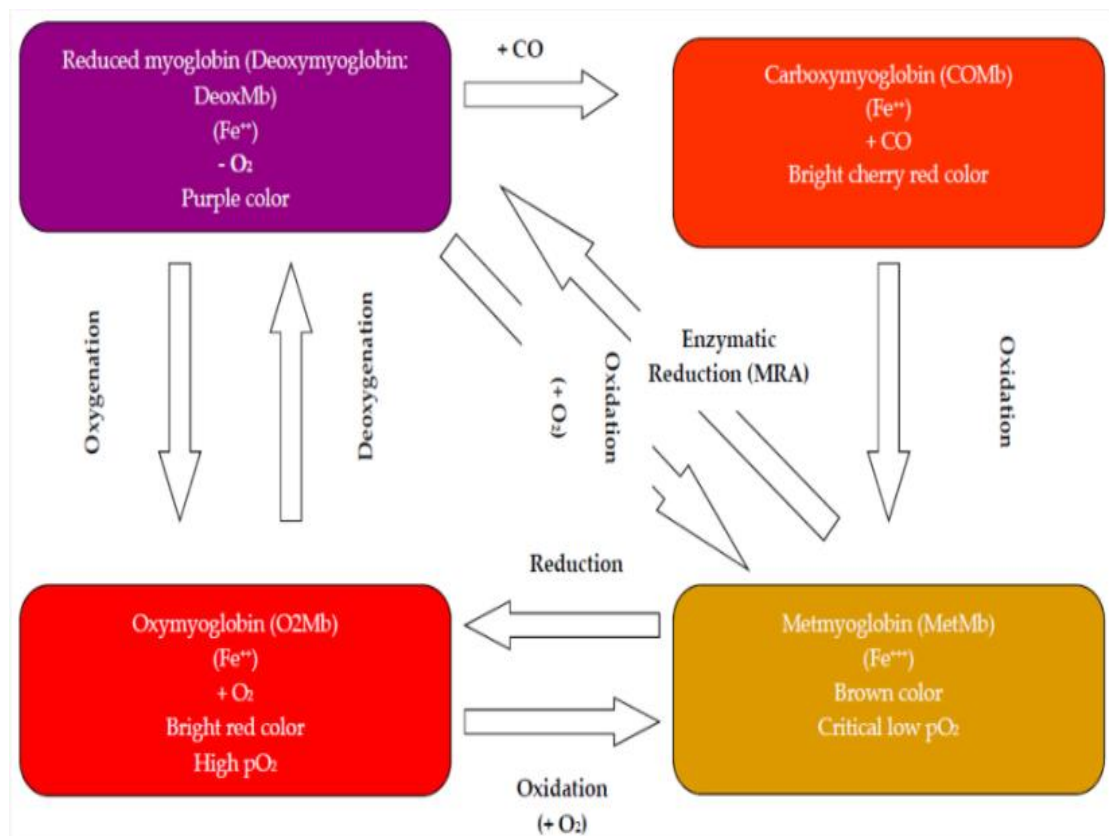 Reduced myoglobin (Deoxymyoglobin:
DeoxMb)
(Fe⁺⁺)
- O₂
Purple color
+ CO
Carboxymyoglobin (COMb)
(Fe⁺⁺)
+ CO
Bright cherry red color
Oxygenation
Deoxygenation
(+ O₂)
Oxidation
Enzymatic
Reduction (MRA)
Oxidation
Reduction
Oxymyoglobin (O2Mb)
(Fe⁺⁺)
+ O₂
Bright red color
High pO₂
Metmyoglobin (MetMb)
(Fe⁺⁺⁺)
Brown color
Critical low pO₂
Oxidation
(+ O₂)